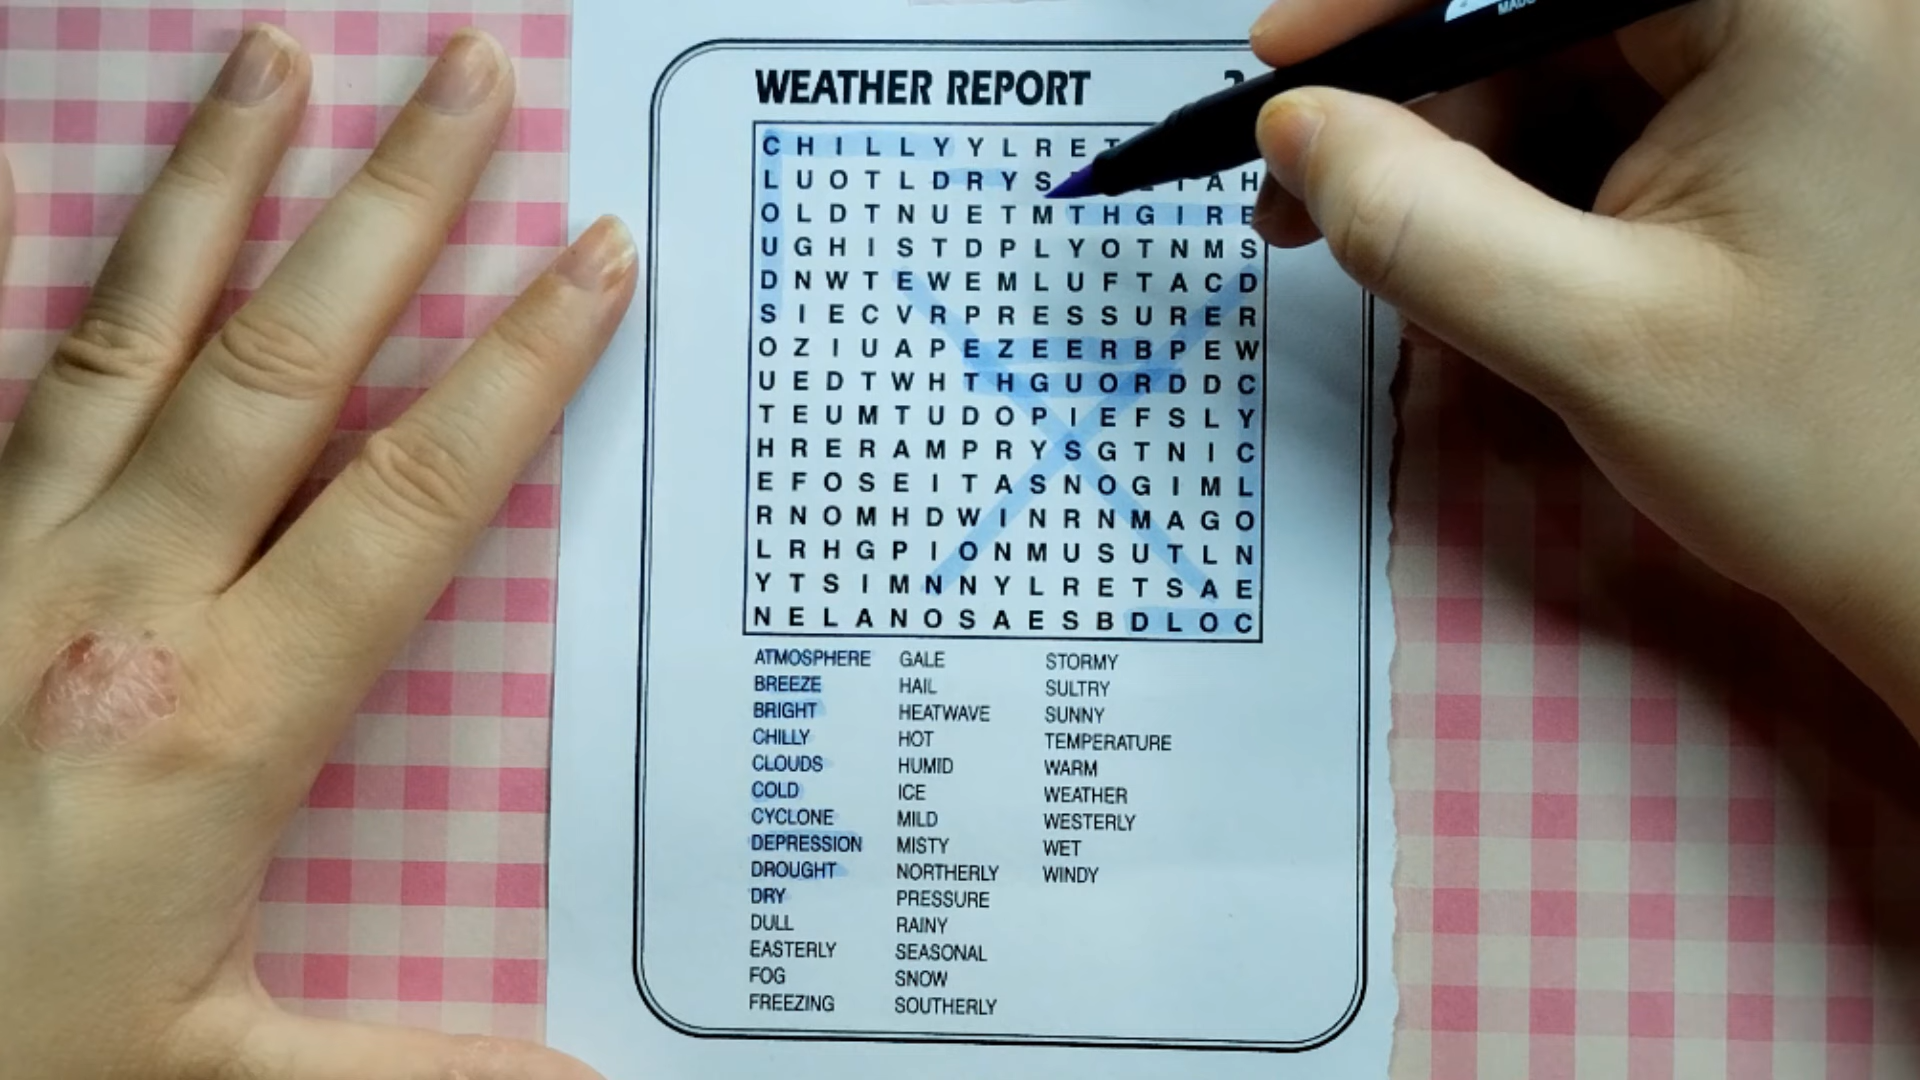 WEATHER REPORT
C H I L L Y Y L R E T
L U O T L D R Y S A H
O L D T N U E T M T H G I R E
U G H I S T D P L Y O T N M S
D N W T E W E M L U F T A C D
S I E C V R P R E S S U R E R
O Z I U A P E Z E E R B P E W
U E D T W H T H G U O R D D C
T E U M T U D O P I E F S L Y
H R E R A M P R Y S G T N I C
E F O S E I T A S N O G I M L
R N O M H D W I N R N M A G O
L R H G P I O N M U S U T L N
Y T S I M N N Y L R E T S A E
N E L A N O S A E S B D L O C
ATMOSPHERE
BREEZE
BRIGHT
CHILLY
CLOUDS
COLD
CYCLONE
DEPRESSION
DROUGHT
DRY
DULL
EASTERLY
FOG
FREEZING
GALE
HAIL
HEATWAVE
HOT
HUMID
ICE
MILD
MISTY
NORTHERLY
PRESSURE
RAINY
SEASONAL
SNOW
SOUTHERLY
STORMY
SULTRY
SUNNY
TEMPERATURE
WARM
WEATHER
WESTERLY
WET
WINDY